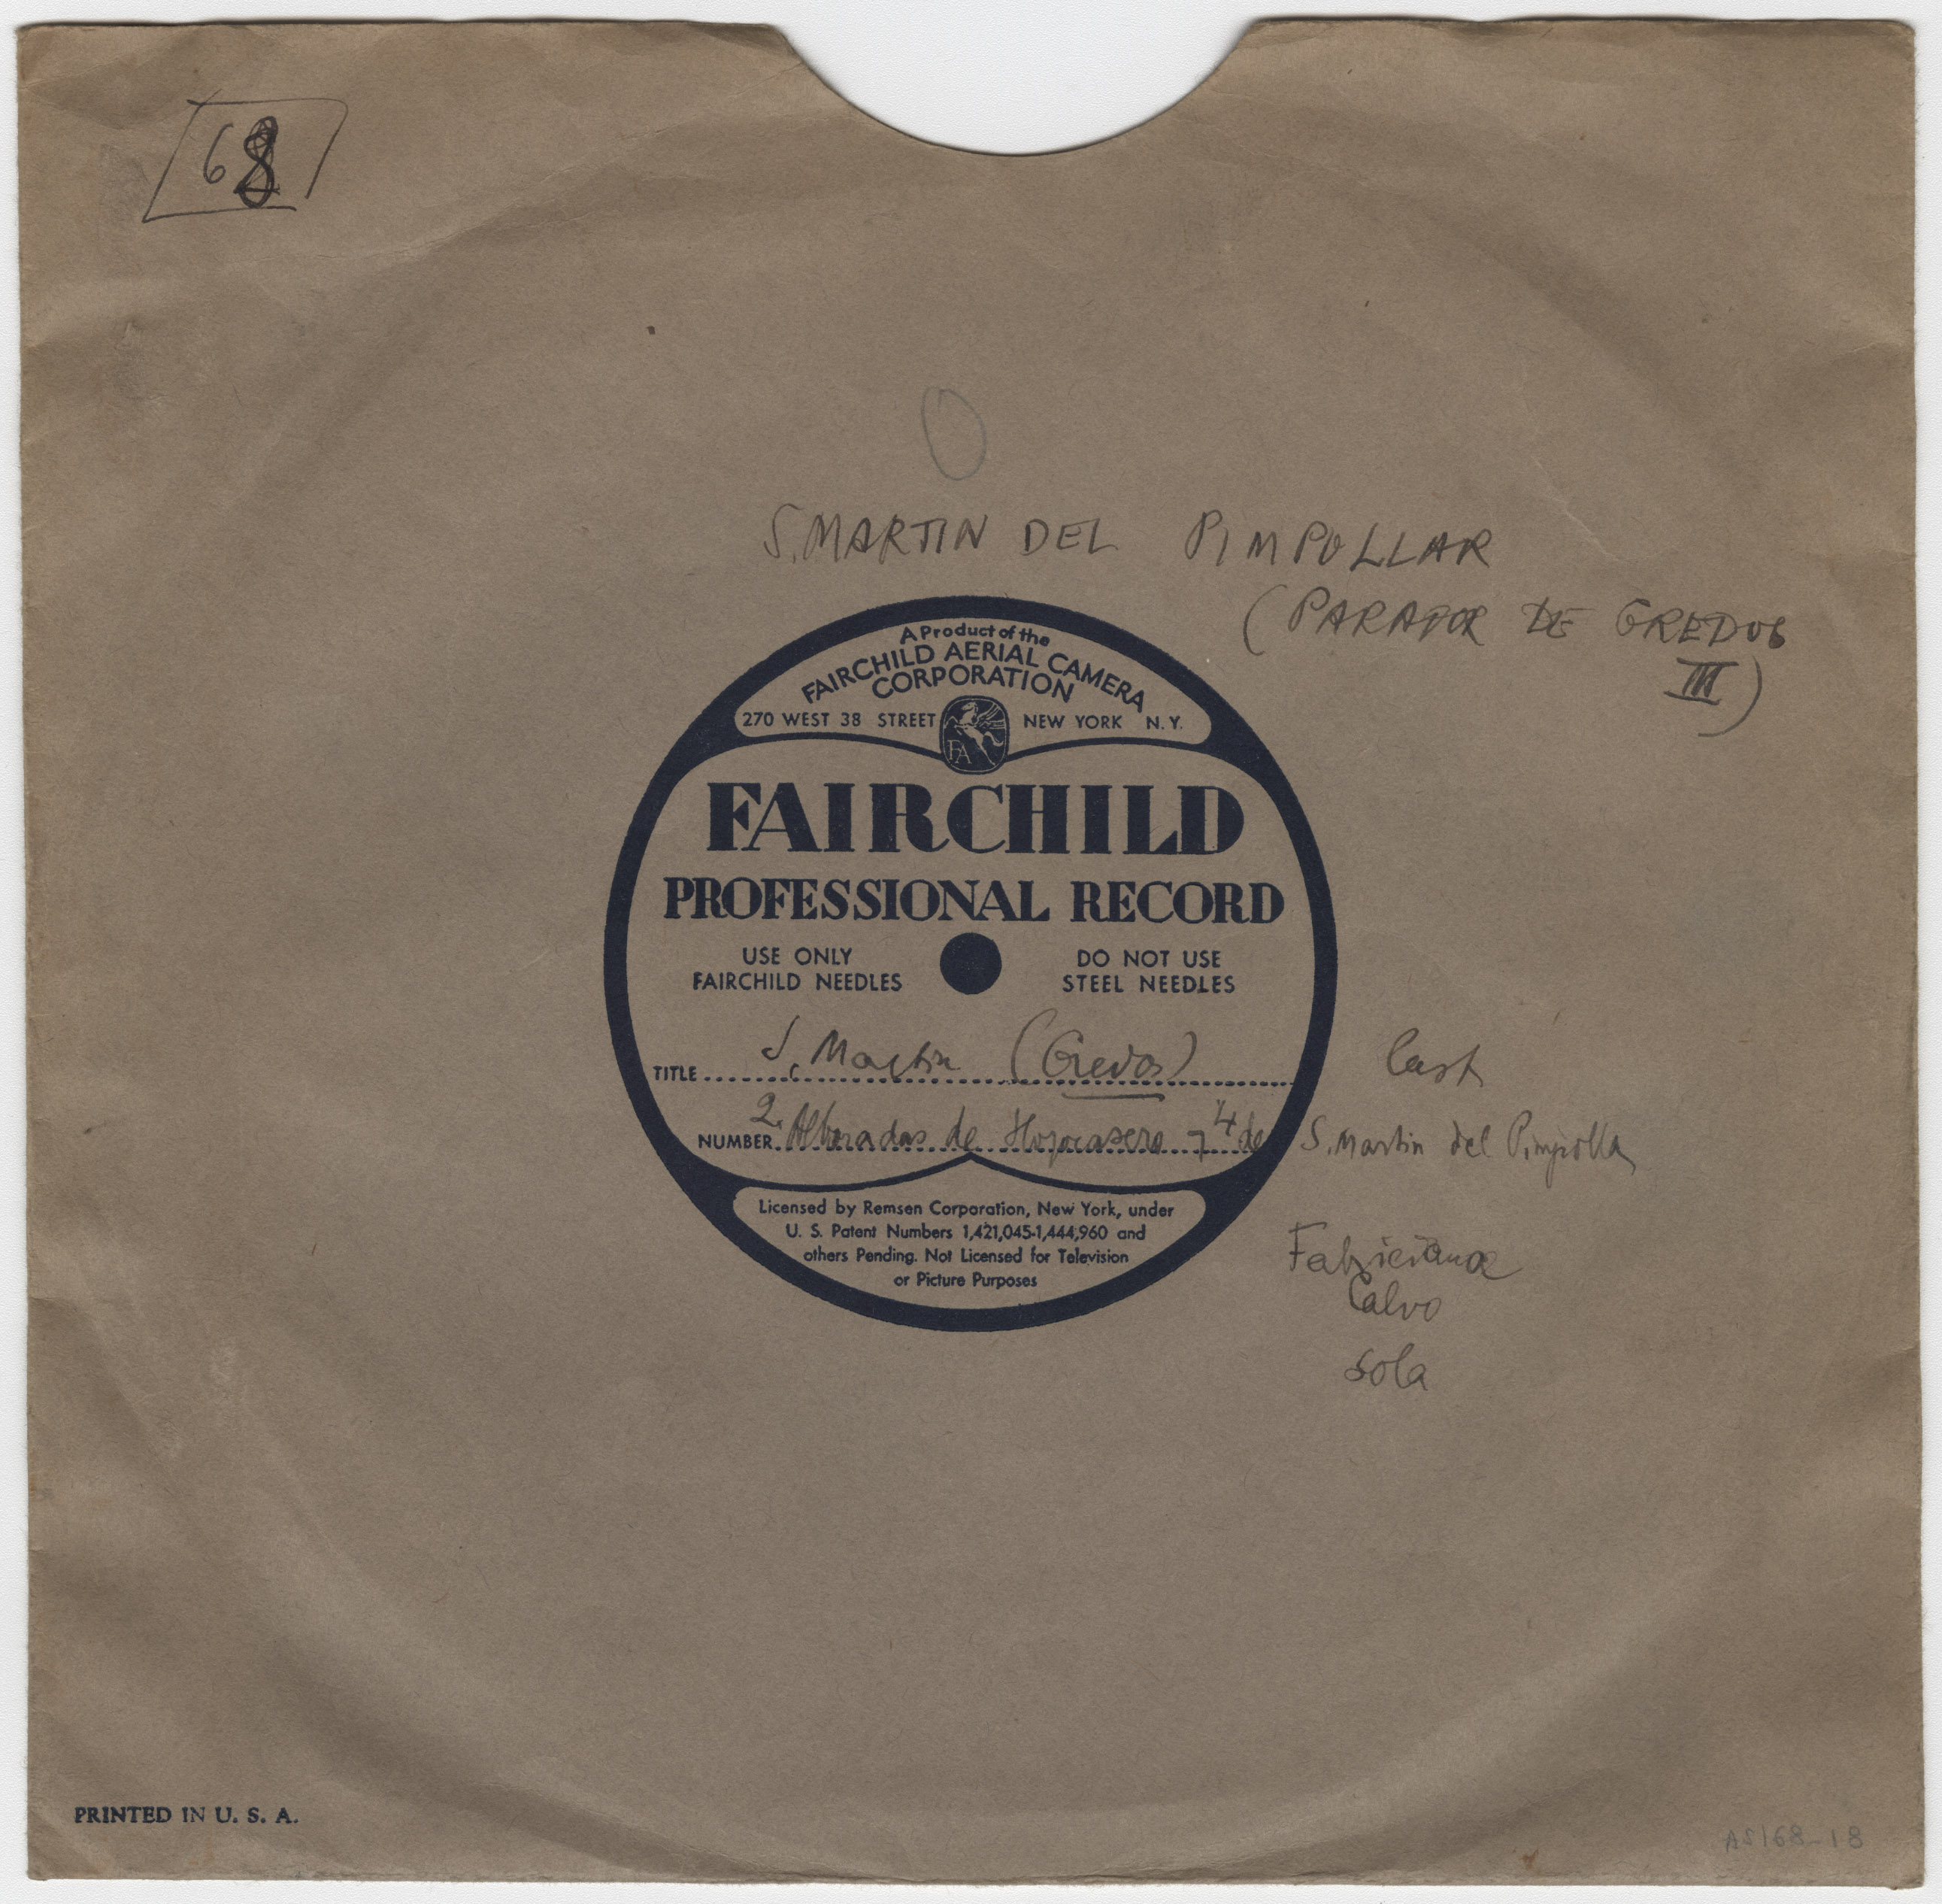 68
O
S. MARTIN DEL PIMPOLLAR
(PARADOR DE GREDOS
III)
A Product of the
FAIRCHILD AERIAL CAMERA
CORPORATION
270 WEST 38 STREET NEW YORK N.Y.
FA
FAIRCHILD
PROFESSIONAL RECORD
USE ONLY DO NOT USE
FAIRCHILD NEEDLES STEEL NEEDLES
TITLE S. Martin (Gredos) last
NUMBER 2 Alboradas de Hoyocasero 4 de S. Martin del Pimpolla
Licensed by Remsen Corporation, New York, under
U. S. Patent Numbers 1,421,045-1,444,960 and
others Pending. Not Licensed for Television
or Picture Purposes
Fabriciana
Calvo
sola
PRINTED IN U. S. A.
AS168-18